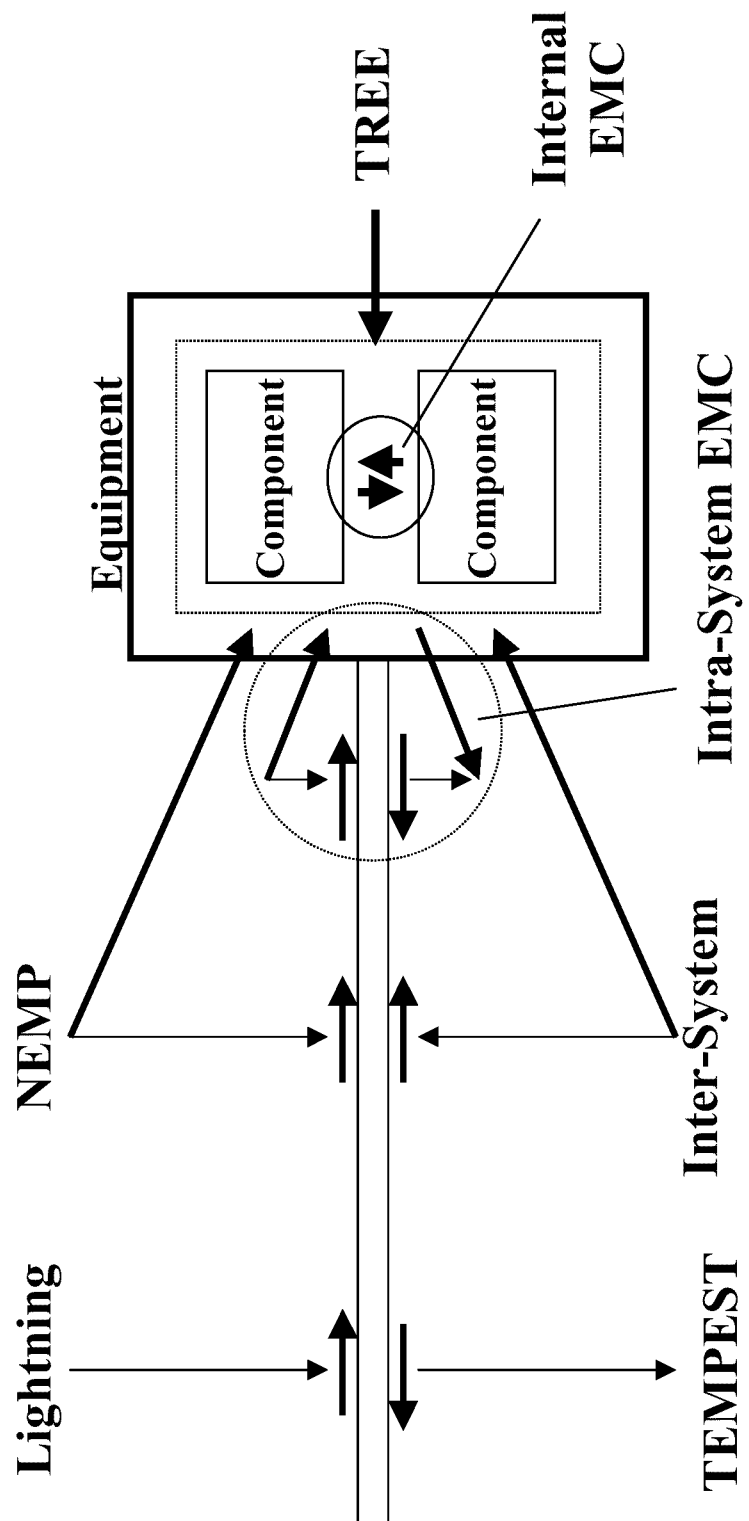 Lightning
NEMP
Equipment
TREE
Component
Component
Internal
EMC
TEMPEST
Inter-System
Intra-System EMC